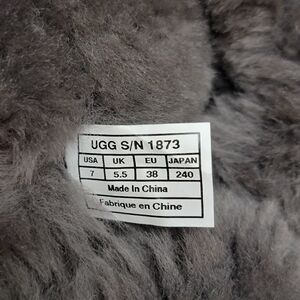 UGG S/N 1873
USA UK EU JAPAN
7 5.5 38 240
Made In China
Fabrique en Chine